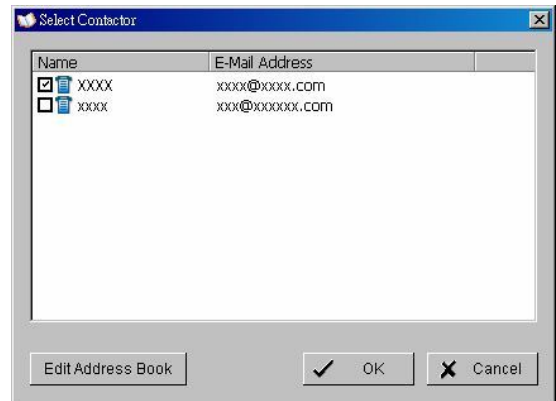 Select Contactor
Name E-Mail Address
XXXX xxxx@xxxx.com
xxxx xxx@xxxxxx.com
Edit Address Book OK Cancel